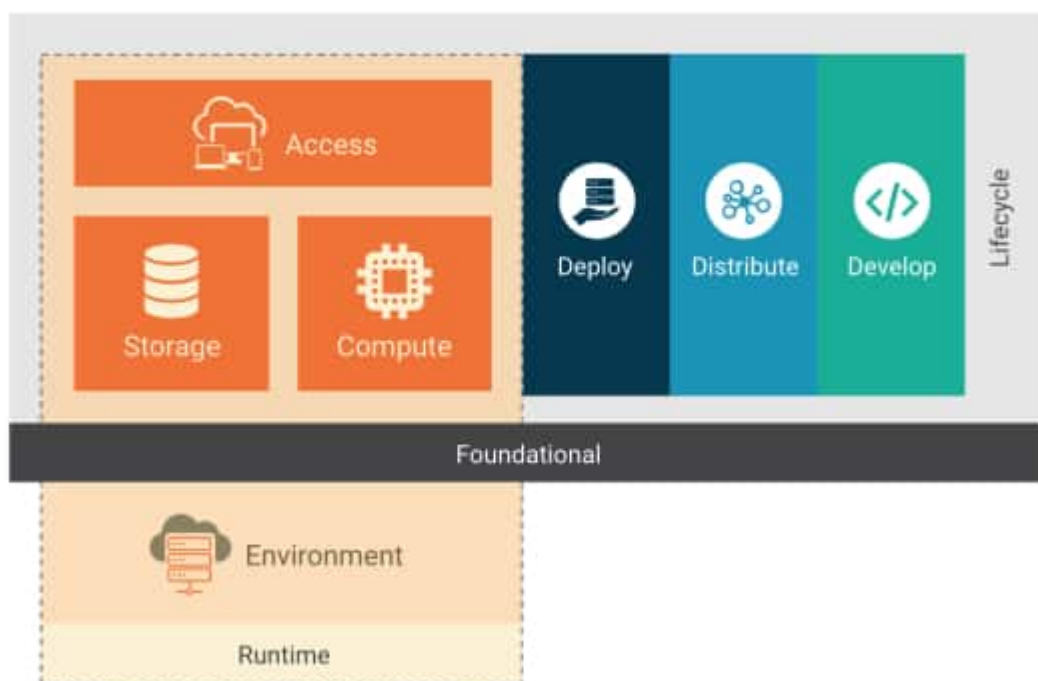 Access
Storage
Compute
Deploy
Distribute
Develop
Lifecycle
Foundational
Environment
Runtime